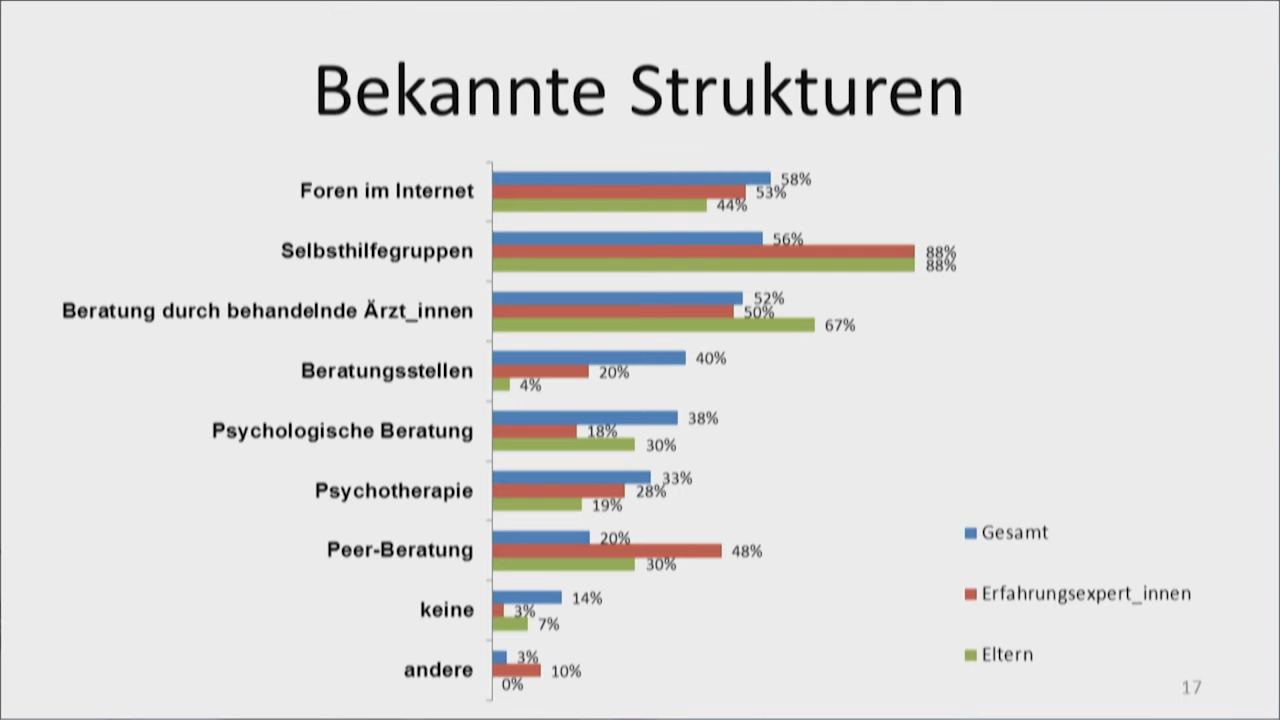 Bekannte Strukturen
Foren im Internet
58%
53%
44%
Selbsthilfegruppen
56%
88%
88%
Beratung durch behandelnde Ärzt_innen
52%
50%
67%
Beratungsstellen
40%
20%
4%
Psychologische Beratung
38%
18%
30%
Psychotherapie
33%
28%
19%
Peer-Beratung
20%
48%
30%
keine
14%
3%
7%
andere
3%
10%
0%
Gesamt
Erfahrungsexpert_innen
Eltern
17